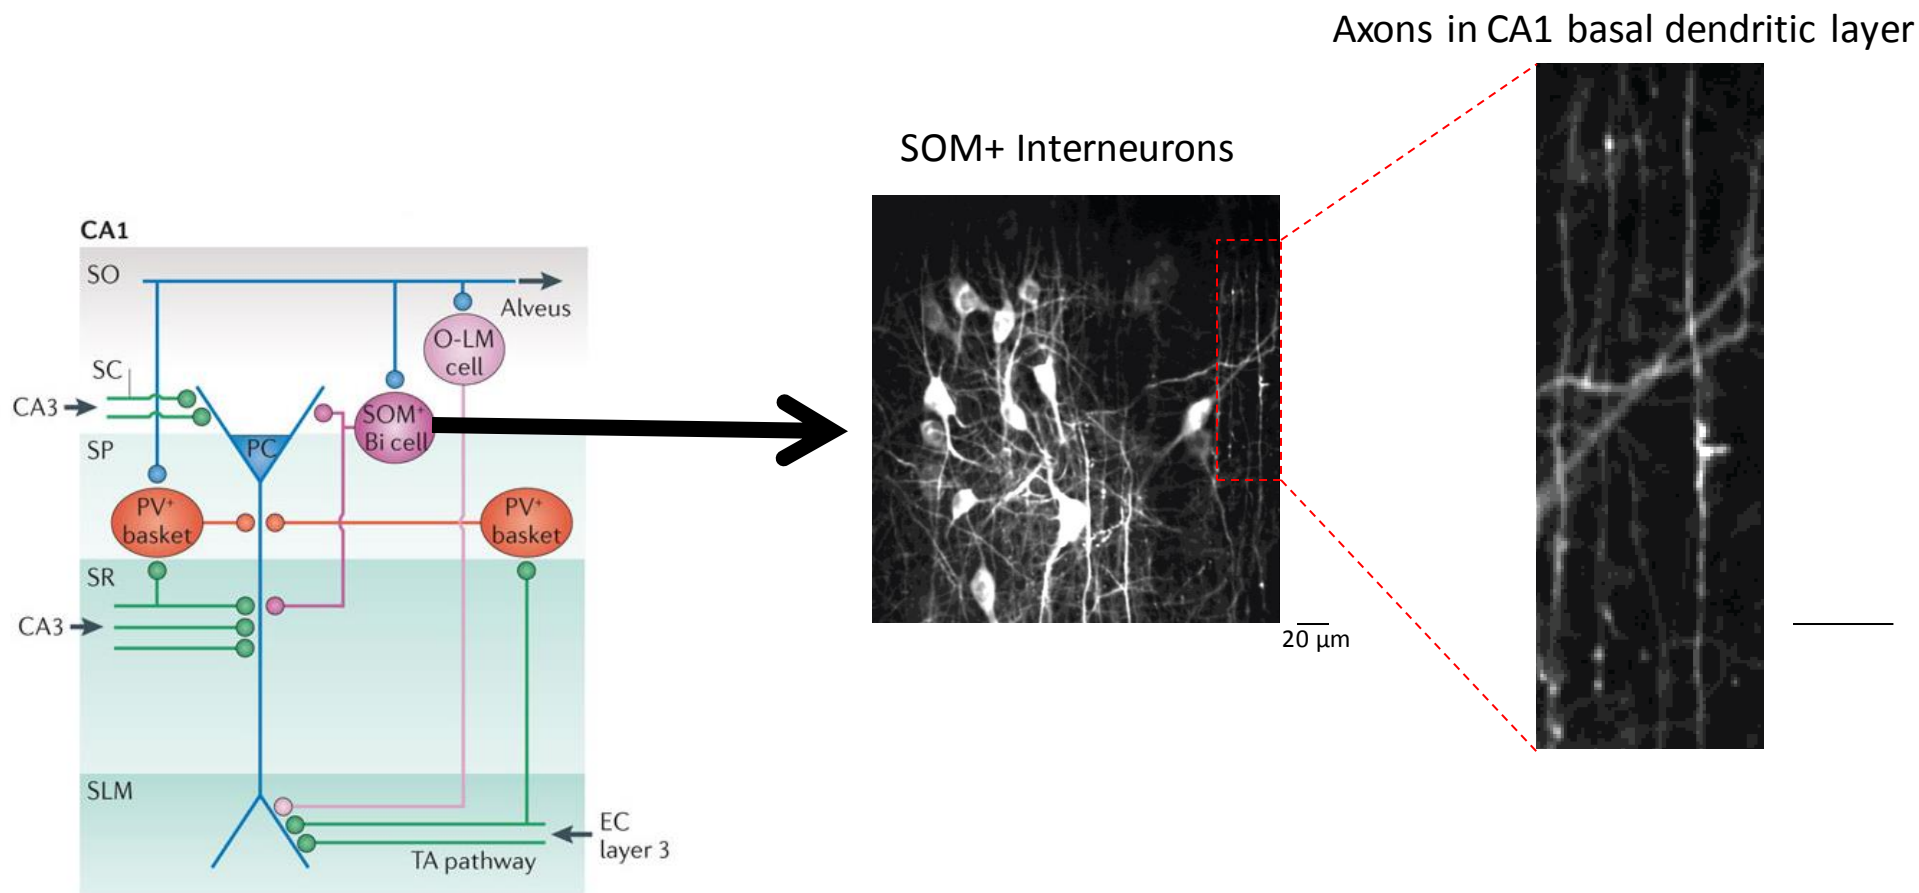 Axons in CA1 basal dendritic layer
SOM+ Interneurons
CA1
SO
Alveus
O-LM
cell
SC
CA3
SOM⁺
Bi cell
SP
PC
PV⁺
basket
PV⁺
basket
SR
CA3
SLM
EC
layer 3
TA pathway
20 µm